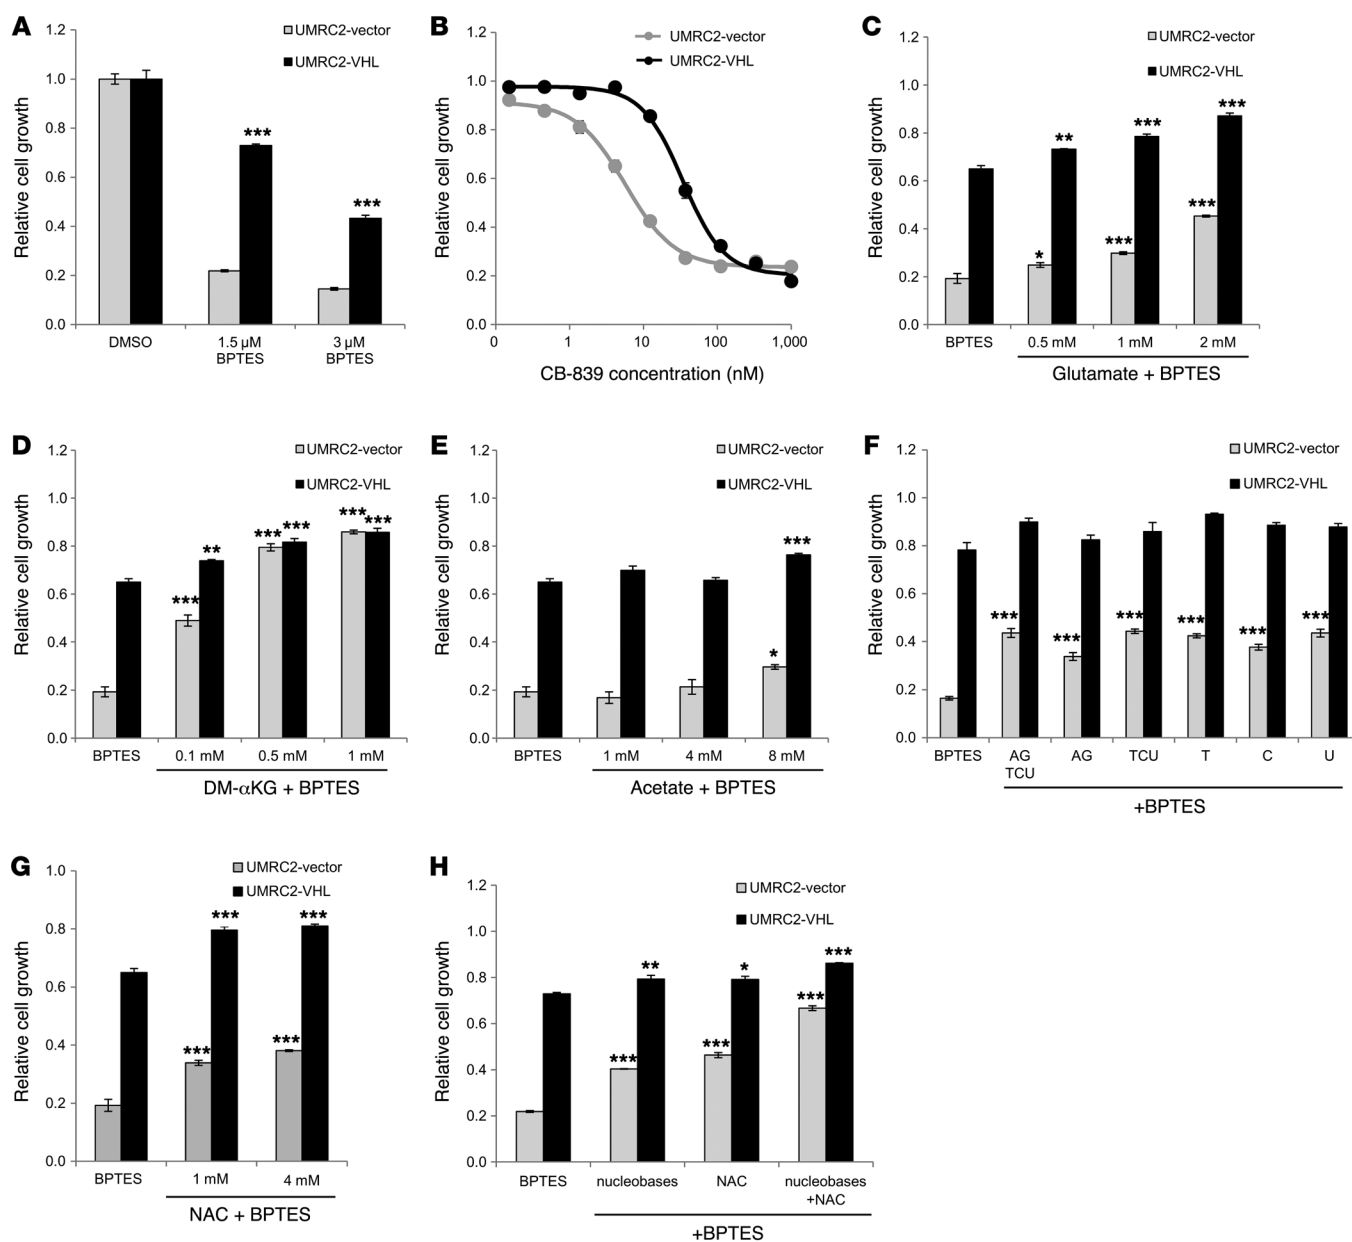 A
UMRC2-vector
UMRC2-VHL
Relative cell growth
1.2
1.0
0.8
0.6
0.4
0.2
0.0
***
***
DMSO
1.5 µM
BPTES
3 µM
BPTES
B
UMRC2-vector
UMRC2-VHL
Relative cell growth
1.2
1.0
0.8
0.6
0.4
0.2
0
0 1 10 100 1,000
CB-839 concentration (nM)
C
UMRC2-vector
UMRC2-VHL
Relative cell growth
1.2
1.0
0.8
0.6
0.4
0.2
0.0
* ** *** *** *** ***
BPTES 0.5 mM 1 mM 2 mM
Glutamate + BPTES
D
UMRC2-vector
UMRC2-VHL
Relative cell growth
1.2
1.0
0.8
0.6
0.4
0.2
0.0
*** ** *** *** *** ***
BPTES 0.1 mM 0.5 mM 1 mM
DM-αKG + BPTES
E
UMRC2-vector
UMRC2-VHL
Relative cell growth
1.2
1.0
0.8
0.6
0.4
0.2
0.0
* ***
BPTES 1 mM 4 mM 8 mM
Acetate + BPTES
F
UMRC2-vector
UMRC2-VHL
Relative cell growth
1.2
1.0
0.8
0.6
0.4
0.2
0.0
*** *** *** *** *** ***
BPTES AG AG TCU T C U
TCU
+BPTES
G
UMRC2-vector
UMRC2-VHL
Relative cell growth
1.0
0.8
0.6
0.4
0.2
0.0
*** *** *** ***
BPTES 1 mM 4 mM
NAC + BPTES
H
UMRC2-vector
UMRC2-VHL
Relative cell growth
1.2
1.0
0.8
0.6
0.4
0.2
0.0
*** ** *** * *** ***
BPTES nucleobases NAC nucleobases
+NAC
+BPTES